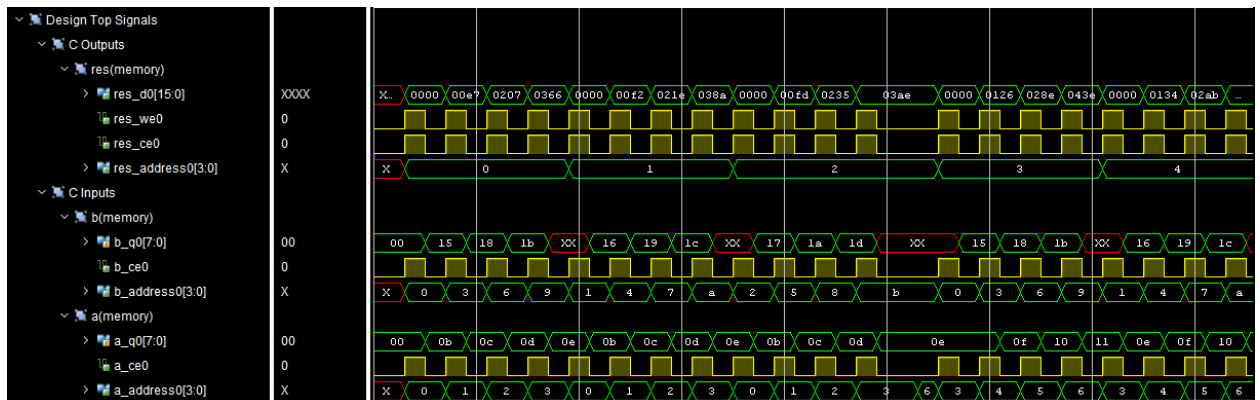 Design Top Signals
C Outputs
res(memory)
res_d0[15:0] XXXX X... 0000 00e7 0207 0366 0000 00f2 021e 038a 0000 00fd 0235 03ae 0000 0126 028e 043e 0000 0134 02ab ...
res_we0 0
res_ce0 0
res_address0[3:0] X X 0 1 2 3 4
C Inputs
b(memory)
b_q0[7:0] 00 00 15 18 1b XX 16 19 1c XX 17 1a 1d XX 15 18 1b XX 16 19 1c
b_ce0 0
b_address0[3:0] X X 0 3 6 9 1 4 7 a 2 5 8 b 0 3 6 9 1 4 7 a
a(memory)
a_q0[7:0] 00 00 0b 0c 0d 0e 0b 0c 0d 0e 0b 0c 0d 0e 0f 10 11 0e 0f 10
a_ce0 0
a_address0[3:0] X X 0 1 2 3 0 1 2 3 0 1 2 3 6 3 4 5 6 3 4 5 6